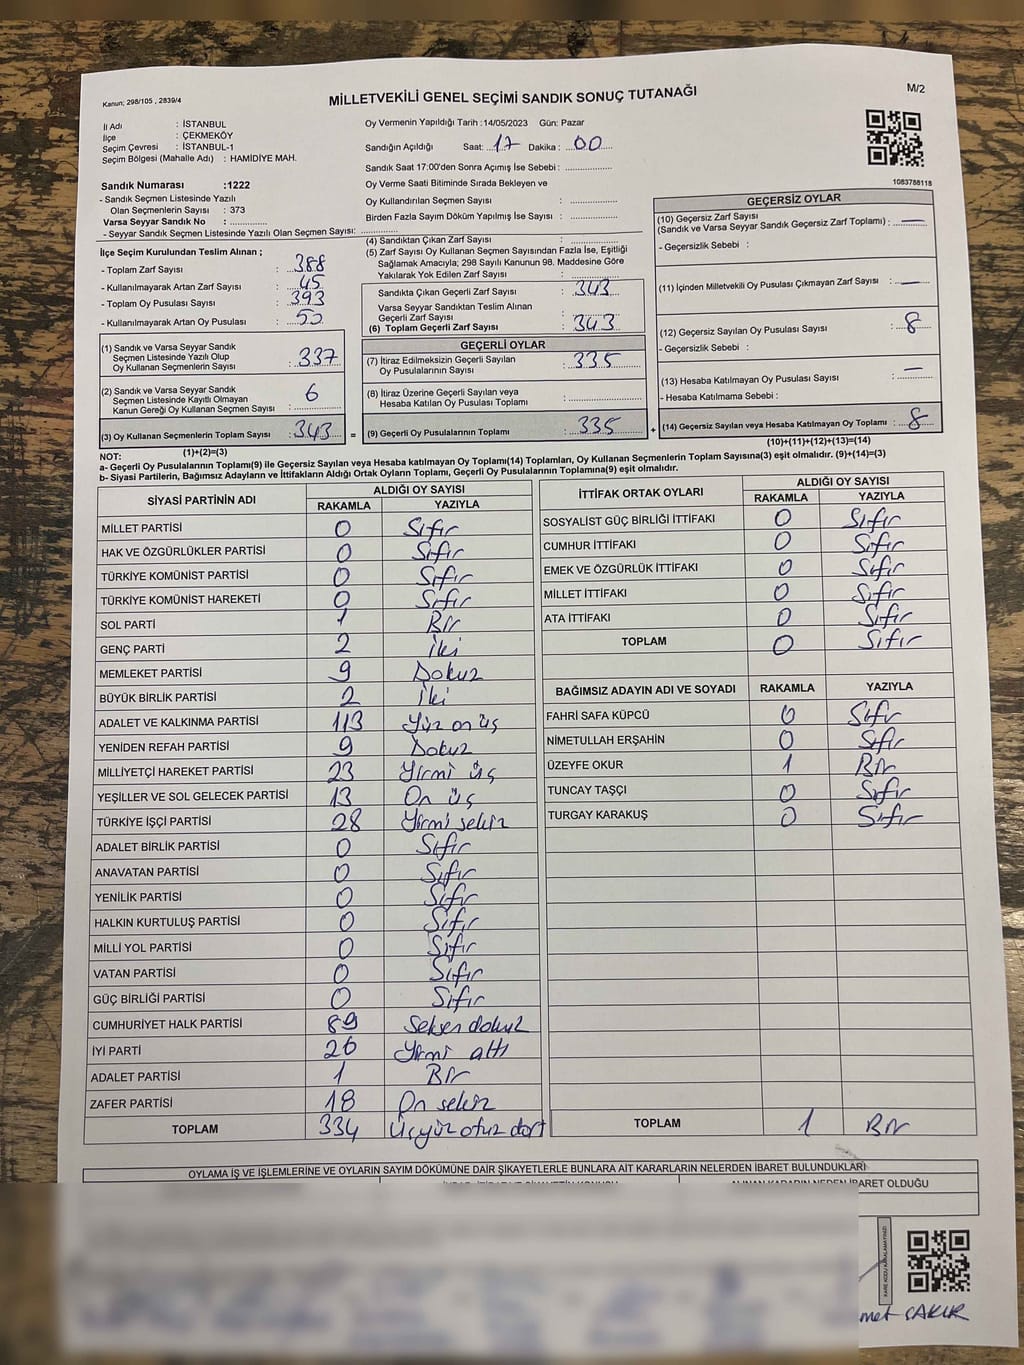 Kanun; 298/105 , 2839/4
MİLLETVEKİLİ GENEL SEÇİMİ SANDIK SONUÇ TUTANAĞI
M/2
İl Adı : İSTANBUL
İlçe : ÇEKMEKÖY
Seçim Çevresi : İSTANBUL-1
Seçim Bölgesi (Mahalle Adı) : HAMİDİYE MAH.
Oy Vermenin Yapıldığı Tarih :14/05/2023 Gün: Pazar
Sandığın Açıldığı Saat: 17 Dakika : 00
Sandık Saat 17:00'den Sonra Açımış İse Sebebi :
Oy Verme Saati Bitiminde Sırada Bekleyen ve
Oy Kullandırılan Seçmen Sayısı :
Birden Fazla Sayım Döküm Yapılmış İse Sayısı :
1083788118
Sandık Numarası :1222
- Sandık Seçmen Listesinde Yazılı
Olan Seçmenlerin Sayısı : 373
Varsa Seyyar Sandık No :
- Seyyar Sandık Seçmen Listesinde Yazılı Olan Seçmen Sayısı:
İlçe Seçim Kurulundan Teslim Alınan ;
- Toplam Zarf Sayısı : 388
- Kullanılmayarak Artan Zarf Sayısı : 45
- Toplam Oy Pusulası Sayısı : 393
- Kullanılmayarak Artan Oy Pusulası : 50
(1) Sandık ve Varsa Seyyar Sandık
Seçmen Listesinde Yazılı Olup
Oy Kullanan Seçmenlerin Sayısı : 337
(2) Sandık ve Varsa Seyyar Sandık
Seçmen Listesinde Kayıtlı Olmayan
Kanun Gereği Oy Kullanan Seçmen Sayısı : 6
(3) Oy Kullanan Seçmenlerin Toplam Sayısı : 343
(1)+(2)=(3)
(4) Sandıktan Çıkan Zarf Sayısı :
(5) Zarf Sayısı Oy Kullanan Seçmen Sayısından Fazla İse, Eşitliği
Sağlamak Amacıyla; 298 Sayılı Kanunun 98. Maddesine Göre
Yakılarak Yok Edilen Zarf Sayısı :
Sandıkta Çıkan Geçerli Zarf Sayısı : 343
Varsa Seyyar Sandıktan Teslim Alınan
Geçerli Zarf Sayısı :
(6) Toplam Geçerli Zarf Sayısı : 343
GEÇERLİ OYLAR
(7) İtiraz Edilmeksizin Geçerli Sayılan
Oy Pusulalarının Sayısı : 335
(8) İtiraz Üzerine Geçerli Sayılan veya
Hesaba Katılan Oy Pusulası Toplamı :
= (9) Geçerli Oy Pusulalarının Toplamı : 335 +
GEÇERSİZ OYLAR
(10) Geçersiz Zarf Sayısı
(Sandık ve Varsa Seyyar Sandık Geçersiz Zarf Toplamı) : —
- Geçersizlik Sebebi :
(11) İçinden Milletvekili Oy Pusulası Çıkmayan Zarf Sayısı : —
(12) Geçersiz Sayılan Oy Pusulası Sayısı : 8
- Geçersizlik Sebebi :
(13) Hesaba Katılmayan Oy Pusulası Sayısı : —
- Hesaba Katılmama Sebebi :
(14) Geçersiz Sayılan veya Hesaba Katılmayan Oy Toplamı : 8
(10)+(11)+(12)+(13)=(14)
NOT:
a- Geçerli Oy Pusulalarının Toplamı(9) ile Geçersiz Sayılan veya Hesaba katılmayan Oy Toplamı(14) Toplamları, Oy Kullanan Seçmenlerin Toplam Sayısına(3) eşit olmalıdır. (9)+(14)=(3)
b- Siyasi Partilerin, Bağımsız Adayların ve İttifakların Aldığı Ortak Oyların Toplamı, Geçerli Oy Pusulalarının Toplamına(9) eşit olmalıdır.
SİYASİ PARTİNİN ADI ALDIĞI OY SAYISI
RAKAMLA YAZIYLA
MİLLET PARTİSİ 0 Sıfır
HAK VE ÖZGÜRLÜKLER PARTİSİ 0 Sıfır
TÜRKİYE KOMÜNİST PARTİSİ 0 Sıfır
TÜRKİYE KOMÜNİST HAREKETİ 0 Sıfır
SOL PARTİ 1 Bir
GENÇ PARTİ 2 İki
MEMLEKET PARTİSİ 9 Dokuz
BÜYÜK BİRLİK PARTİSİ 2 İki
ADALET VE KALKINMA PARTİSİ 113 Yüz on üç
YENİDEN REFAH PARTİSİ 9 Dokuz
MİLLİYETÇİ HAREKET PARTİSİ 23 Yirmi üç
YEŞİLLER VE SOL GELECEK PARTİSİ 13 On üç
TÜRKİYE İŞÇİ PARTİSİ 28 Yirmi sekiz
ADALET BİRLİK PARTİSİ 0 Sıfır
ANAVATAN PARTİSİ 0 Sıfır
YENİLİK PARTİSİ 0 Sıfır
HALKIN KURTULUŞ PARTİSİ 0 Sıfır
MİLLİ YOL PARTİSİ 0 Sıfır
VATAN PARTİSİ 0 Sıfır
GÜÇ BİRLİĞİ PARTİSİ 0 Sıfır
CUMHURİYET HALK PARTİSİ 89 Seksen dokuz
İYİ PARTİ 26 Yirmi altı
ADALET PARTİSİ 1 Bir
ZAFER PARTİSİ 18 On sekiz
TOPLAM 334 Üçyüz otuz dört
İTTİFAK ORTAK OYLARI ALDIĞI OY SAYISI
RAKAMLA YAZIYLA
SOSYALİST GÜÇ BİRLİĞİ İTTİFAKI 0 Sıfır
CUMHUR İTTİFAKI 0 Sıfır
EMEK VE ÖZGÜRLÜK İTTİFAKI 0 Sıfır
MİLLET İTTİFAKI 0 Sıfır
ATA İTTİFAKI 0 Sıfır
TOPLAM 0 Sıfır
BAĞIMSIZ ADAYIN ADI VE SOYADI RAKAMLA YAZIYLA
FAHRİ SAFA KÜPCÜ 0 Sıfır
NİMETULLAH ERŞAHİN 0 Sıfır
ÜZEYFE OKUR 1 Bir
TUNCAY TAŞÇI 0 Sıfır
TURGAY KARAKUŞ 0 Sıfır
TOPLAM 1 Bir
OYLAMA İŞ VE İŞLEMLERİNE VE OYLARIN SAYIM DÖKÜMÜNE DAİR ŞİKAYETLERLE BUNLARA AİT KARARLARIN NELERDEN İBARET BULUNDUKLARI
ALINAN KARARIN NEDEN İBARET OLDUĞU
met ÇAKIR